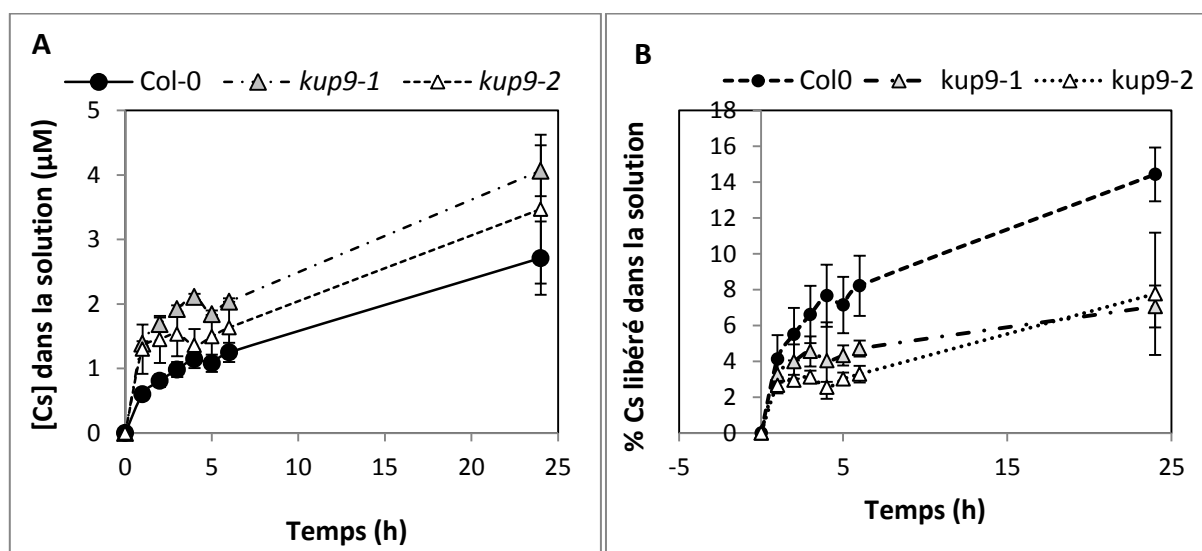 A
Col-0 kup9-1 kup9-2
[Cs] dans la solution (µM)
5
4
3
2
1
0
0 5 10 15 20 25
Temps (h)
B
Col0 kup9-1 kup9-2
% Cs libéré dans la solution
18
16
14
12
10
8
6
4
2
0
-5 5 15 25
Temps (h)